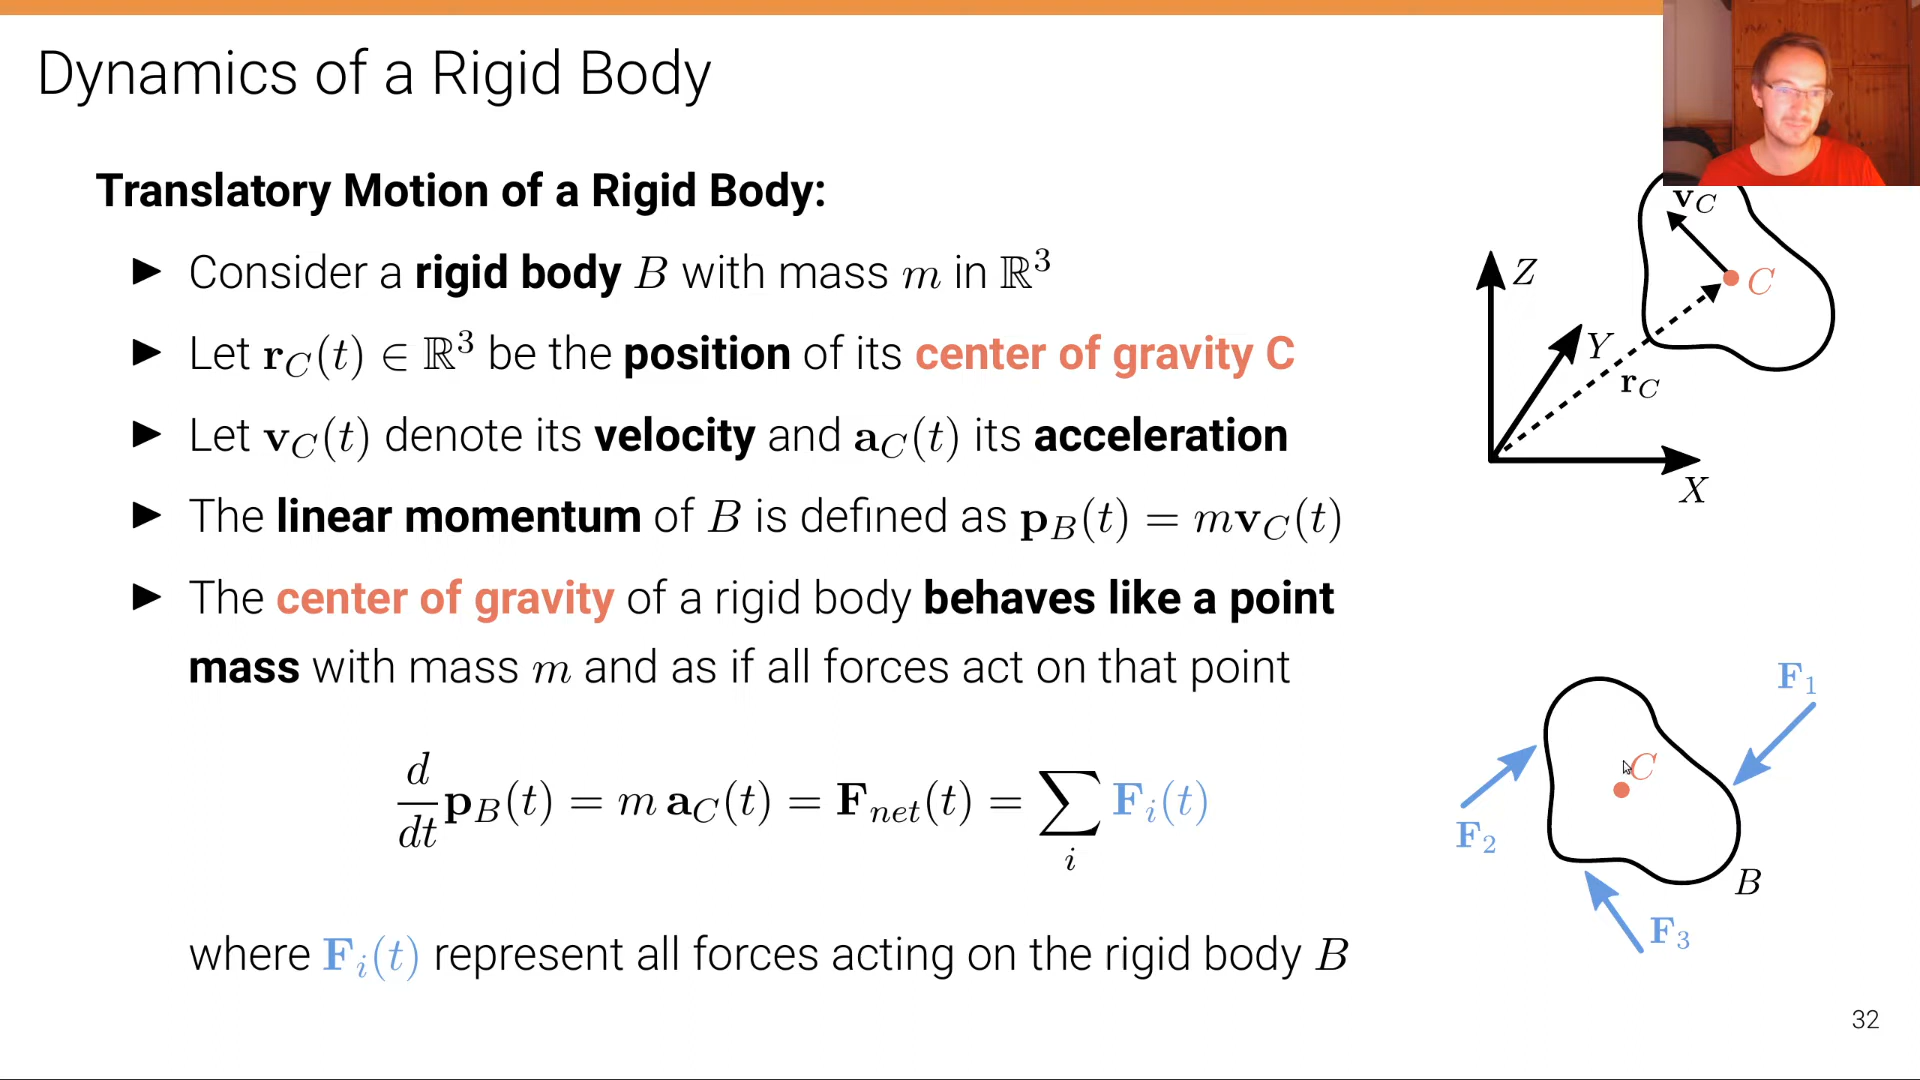 Dynamics of a Rigid Body
Translatory Motion of a Rigid Body:
▶ Consider a rigid body B with mass m in ℝ³
▶ Let r_C(t) ∈ ℝ³ be the position of its center of gravity C
▶ Let v_C(t) denote its velocity and a_C(t) its acceleration
▶ The linear momentum of B is defined as p_B(t) = mv_C(t)
▶ The center of gravity of a rigid body behaves like a point
mass with mass m and as if all forces act on that point
d/dt p_B(t) = m a_C(t) = F_net(t) = ∑_i F_i(t)
where F_i(t) represent all forces acting on the rigid body B
v_C
C
Z
Y
r_C
X
F_1
C
F_2
B
F_3
32